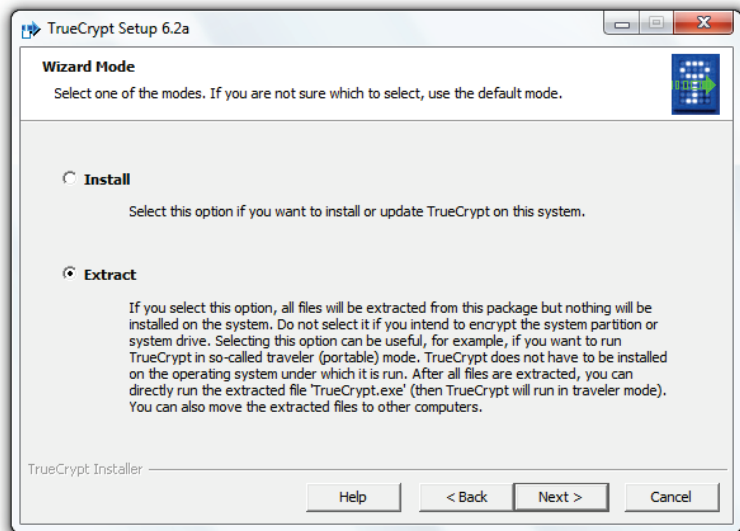 TrueCrypt Setup 6.2a
Wizard Mode
Select one of the modes. If you are not sure which to select, use the default mode.
Install
Select this option if you want to install or update TrueCrypt on this system.
Extract
If you select this option, all files will be extracted from this package but nothing will be
installed on the system. Do not select it if you intend to encrypt the system partition or
system drive. Selecting this option can be useful, for example, if you want to run
TrueCrypt in so-called traveler (portable) mode. TrueCrypt does not have to be installed
on the operating system under which it is run. After all files are extracted, you can
directly run the extracted file 'TrueCrypt.exe' (then TrueCrypt will run in traveler mode).
You can also move the extracted files to other computers.
TrueCrypt Installer
Help < Back Next > Cancel